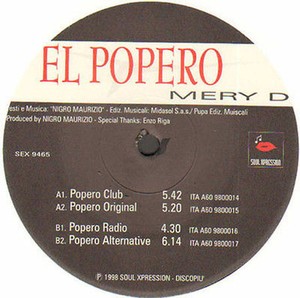 EL POPERO
MERY D
Testi e Musica: "NIGRO MAURIZIO" - Ediz. Musicali: Midasol S.a.s./ Pupa Ediz. Muiscali
Produced by NIGRO MAURIZIO - Special Thanks: Enzo Riga
SEX 9465
SOUL XPRESSION
A1. Popero Club 5.42 ITA A60 9800014
A2. Popero Original 5.20 ITA A60 9800015
B1. Popero Radio 4.30 ITA A60 9800016
B2. Popero Alternative 6.14 ITA A60 9800017
℗ 1998 SOUL XPRESSION - DISCOPIU'